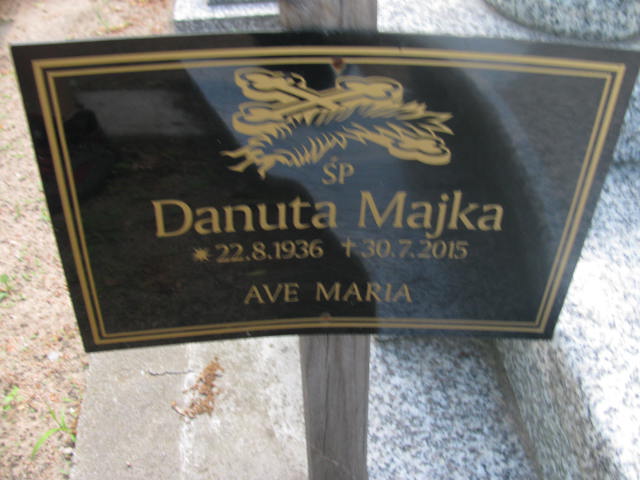 ŚP
Danuta Majka
* 22.8.1936 † 30.7.2015
AVE MARIA